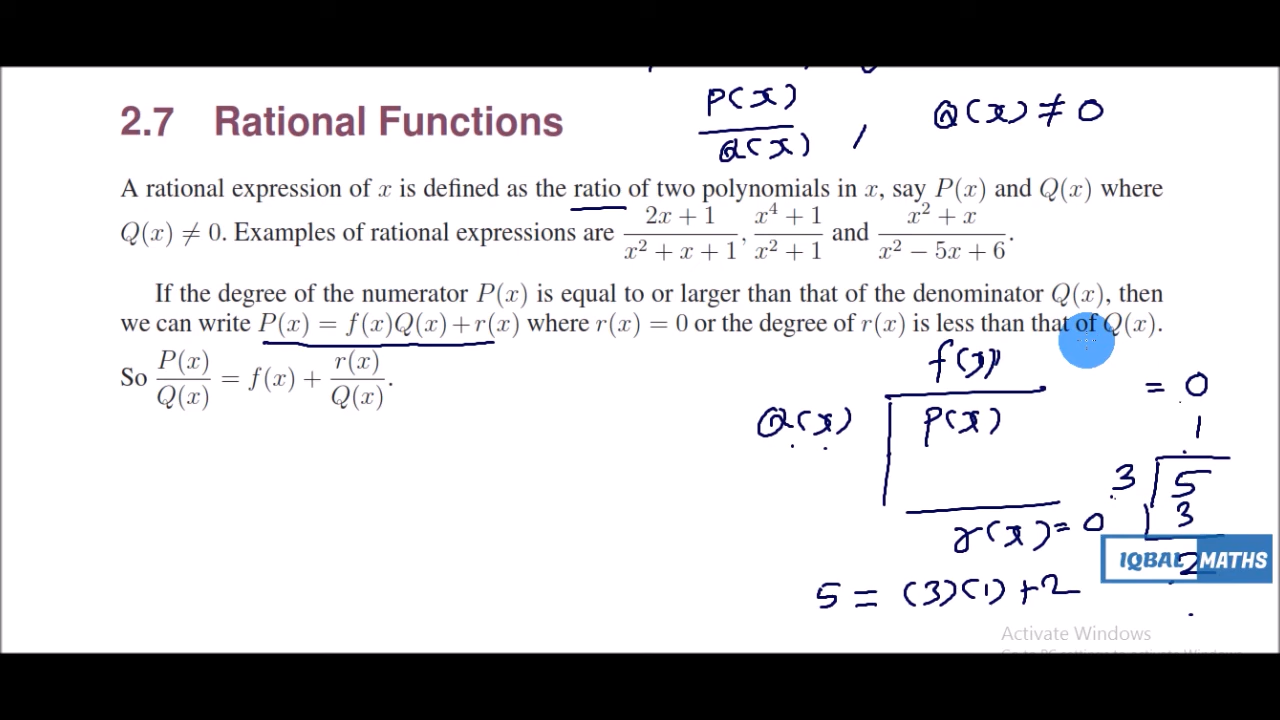 P(x)
Q(x) , Q(x) ≠ 0
2.7 Rational Functions
A rational expression of x is defined as the ratio of two polynomials in x, say P(x) and Q(x) where
Q(x) ≠ 0. Examples of rational expressions are (2x + 1)/(x² + x + 1), (x⁴ + 1)/(x² + 1) and (x² + x)/(x² − 5x + 6).
If the degree of the numerator P(x) is equal to or larger than that of the denominator Q(x), then
we can write P(x) = f(x)Q(x) + r(x) where r(x) = 0 or the degree of r(x) is less than that of Q(x).
So P(x)/Q(x) = f(x) + r(x)/Q(x).
f(x)
Q(x) P(x)
r(x) = 0
= 0
1
3 5
3
2
5 = (3)(1) + 2
IQBAL MATHS
Activate Windows